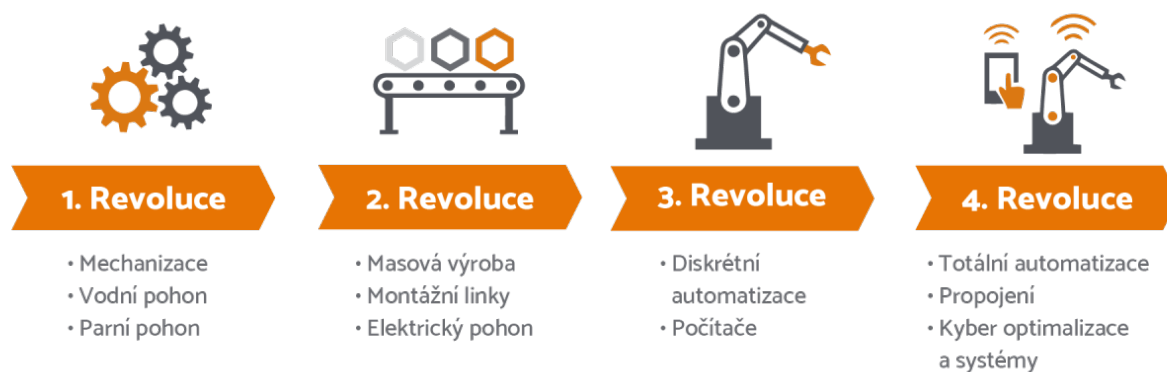 1. Revoluce
• Mechanizace
• Vodní pohon
• Parní pohon
2. Revoluce
• Masová výroba
• Montážní linky
• Elektrický pohon
3. Revoluce
• Diskrétní
automatizace
• Počítače
4. Revoluce
• Totální automatizace
• Propojení
• Kyber optimalizace
a systémy